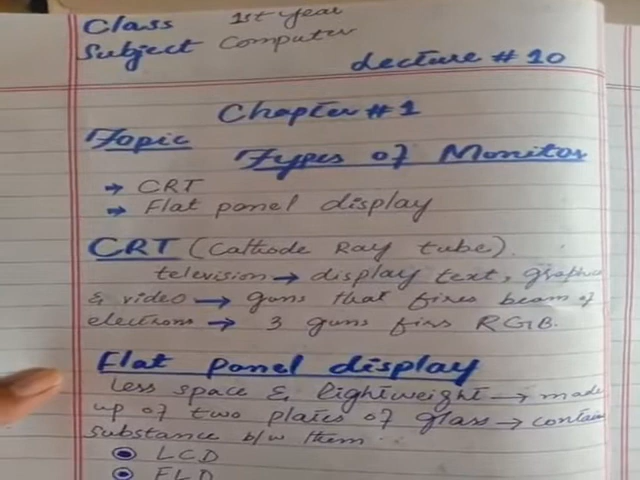 Class 1st year
Subject Computer
Lecture # 10
Chapter # 1
Topic
Types of Monitor
→ CRT
→ Flat panel display
CRT (Cathode Ray tube).
television → display text, graphics
& video → guns that fires beam of
electrons → 3 guns fires RGB.
Flat panel display
Less space & lightweight → made
up of two plates of glass → contains
substance b/w them.
LCD